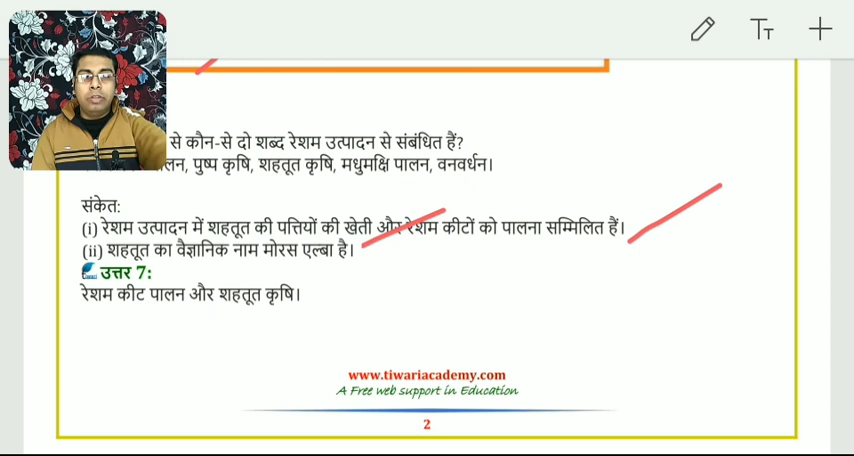 Tт
से कौन-से दो शब्द रेशम उत्पादन से संबंधित हैं?
पालन, पुष्प कृषि, शहतूत कृषि, मधुमक्षि पालन, वनवर्धन।
संकेत:
(i) रेशम उत्पादन में शहतूत की पत्तियों की खेती और रेशम कीटों को पालना सम्मिलित हैं।
(ii) शहतूत का वैज्ञानिक नाम मोरस एल्बा है।
उत्तर 7:
रेशम कीट पालन और शहतूत कृषि।
www.tiwariacademy.com
A Free web support in Education
2